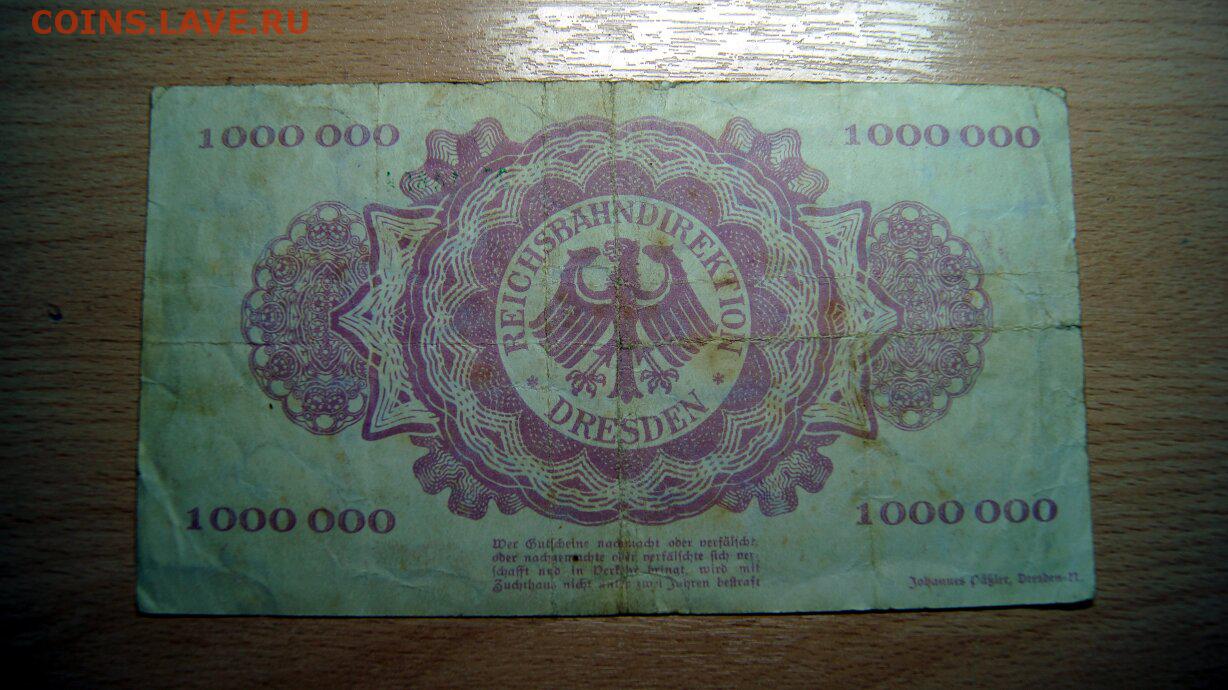 COINS.LAVE.RU
1000 000
1000 000
REICHSBAHNDIREKTION
* DRESDEN *
1000 000
1000 000
Wer Gutscheine nachmacht oder verfälscht,
oder nachgemachte oder verfälschte sich ver-
schafft und in Verkehr bringt, wird mit
Zuchthaus nicht unter zwei Jahren bestraft
Johannes Päßler, Dresden-N.